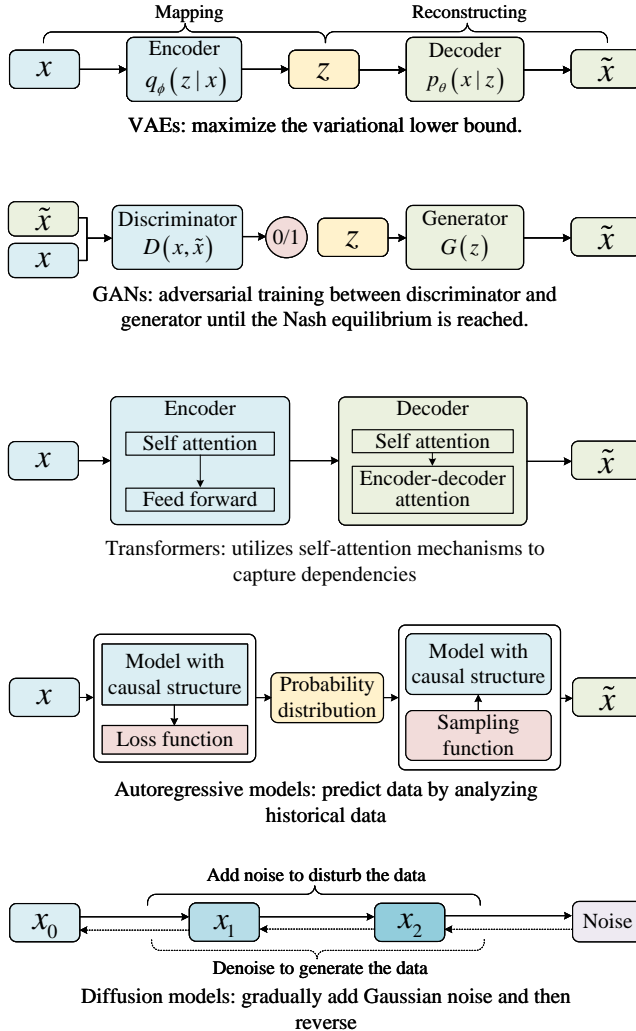 Mapping Reconstructing
x Encoder z Decoder x̃
q_ϕ(z|x) p_θ(x|z)
VAEs: maximize the variational lower bound.
x̃ Discriminator 0/1 z Generator x̃
x D(x,x̃) G(z)
GANs: adversarial training between discriminator and
generator until the Nash equilibrium is reached.
Encoder Decoder
Self attention Self attention
x x̃
Feed forward Encoder-decoder
attention
Transformers: utilizes self-attention mechanisms to
capture dependencies
Model with Model with
causal structure causal structure
x Probability x̃
distribution
Loss function Sampling
function
Autoregressive models: predict data by analyzing
historical data
Add noise to disturb the data
x₀ x₁ x₂ Noise
Denoise to generate the data
Diffusion models: gradually add Gaussian noise and then
reverse